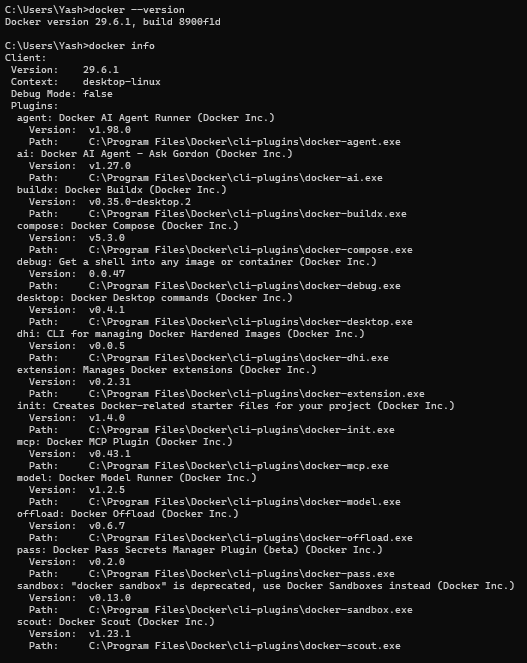 C:\Users\Yash>docker --version
Docker version 29.6.1, build 8900f1d

C:\Users\Yash>docker info
Client:
 Version:    29.6.1
 Context:    desktop-linux
 Debug Mode: false
 Plugins:
  agent: Docker AI Agent Runner (Docker Inc.)
    Version:  v1.98.0
    Path:     C:\Program Files\Docker\cli-plugins\docker-agent.exe
  ai: Docker AI Agent - Ask Gordon (Docker Inc.)
    Version:  v1.27.0
    Path:     C:\Program Files\Docker\cli-plugins\docker-ai.exe
  buildx: Docker Buildx (Docker Inc.)
    Version:  v0.35.0-desktop.2
    Path:     C:\Program Files\Docker\cli-plugins\docker-buildx.exe
  compose: Docker Compose (Docker Inc.)
    Version:  v5.3.0
    Path:     C:\Program Files\Docker\cli-plugins\docker-compose.exe
  debug: Get a shell into any image or container (Docker Inc.)
    Version:  0.0.47
    Path:     C:\Program Files\Docker\cli-plugins\docker-debug.exe
  desktop: Docker Desktop commands (Docker Inc.)
    Version:  v0.4.1
    Path:     C:\Program Files\Docker\cli-plugins\docker-desktop.exe
  dhi: CLI for managing Docker Hardened Images (Docker Inc.)
    Version:  v0.0.5
    Path:     C:\Program Files\Docker\cli-plugins\docker-dhi.exe
  extension: Manages Docker extensions (Docker Inc.)
    Version:  v0.2.31
    Path:     C:\Program Files\Docker\cli-plugins\docker-extension.exe
  init: Creates Docker-related starter files for your project (Docker Inc.)
    Version:  v1.4.0
    Path:     C:\Program Files\Docker\cli-plugins\docker-init.exe
  mcp: Docker MCP Plugin (Docker Inc.)
    Version:  v0.43.1
    Path:     C:\Program Files\Docker\cli-plugins\docker-mcp.exe
  model: Docker Model Runner (Docker Inc.)
    Version:  v1.2.5
    Path:     C:\Program Files\Docker\cli-plugins\docker-model.exe
  offload: Docker Offload (Docker Inc.)
    Version:  v0.6.7
    Path:     C:\Program Files\Docker\cli-plugins\docker-offload.exe
  pass: Docker Pass Secrets Manager Plugin (beta) (Docker Inc.)
    Version:  v0.2.0
    Path:     C:\Program Files\Docker\cli-plugins\docker-pass.exe
  sandbox: "docker sandbox" is deprecated, use Docker Sandboxes instead (Docker Inc.)
    Version:  v0.13.0
    Path:     C:\Program Files\Docker\cli-plugins\docker-sandbox.exe
  scout: Docker Scout (Docker Inc.)
    Version:  v1.23.1
    Path:     C:\Program Files\Docker\cli-plugins\docker-scout.exe